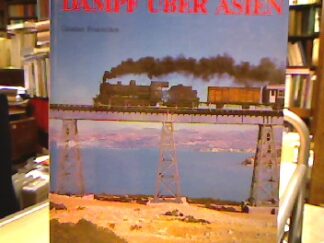 DAMPF ÜBER ASIEN